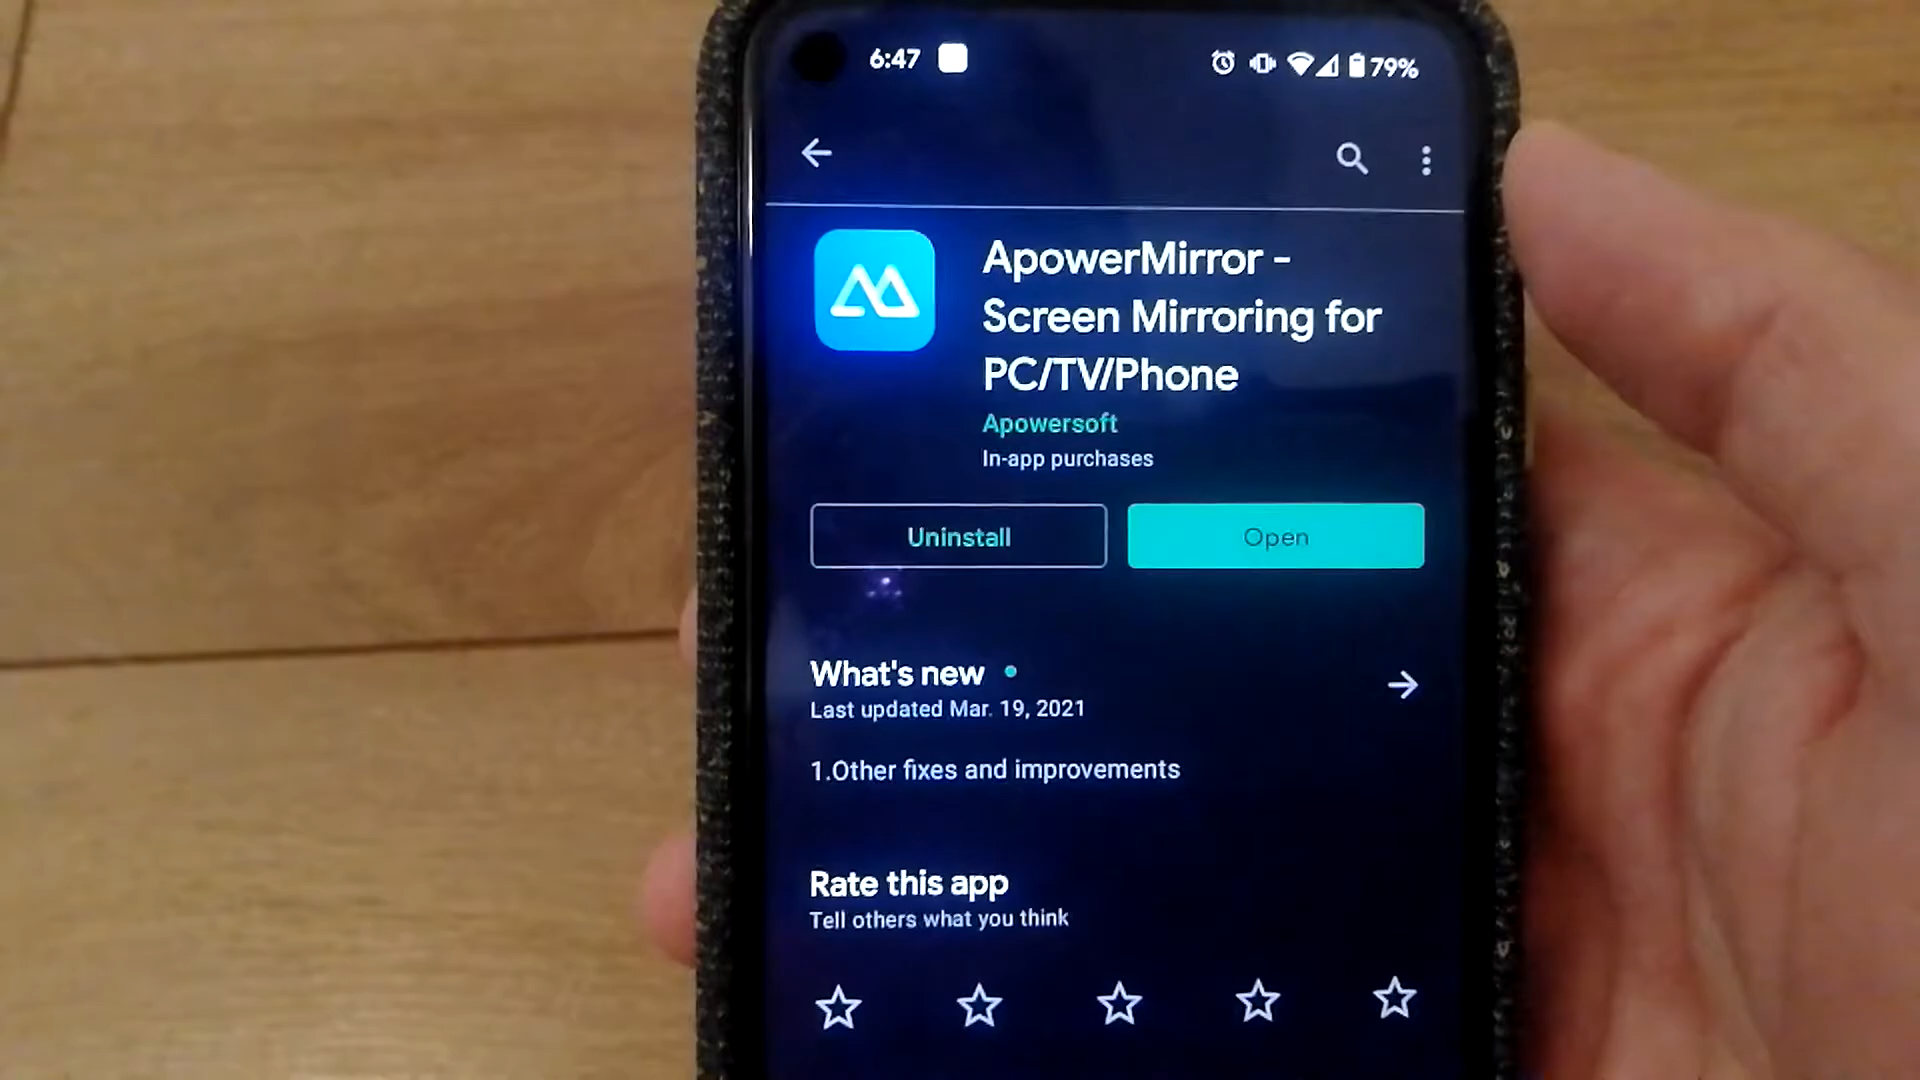 6:47
79%
ApowerMirror -
Screen Mirroring for
PC/TV/Phone
Apowersoft
In-app purchases
Uninstall
Open
What's new
Last updated Mar. 19, 2021
1.Other fixes and improvements
Rate this app
Tell others what you think